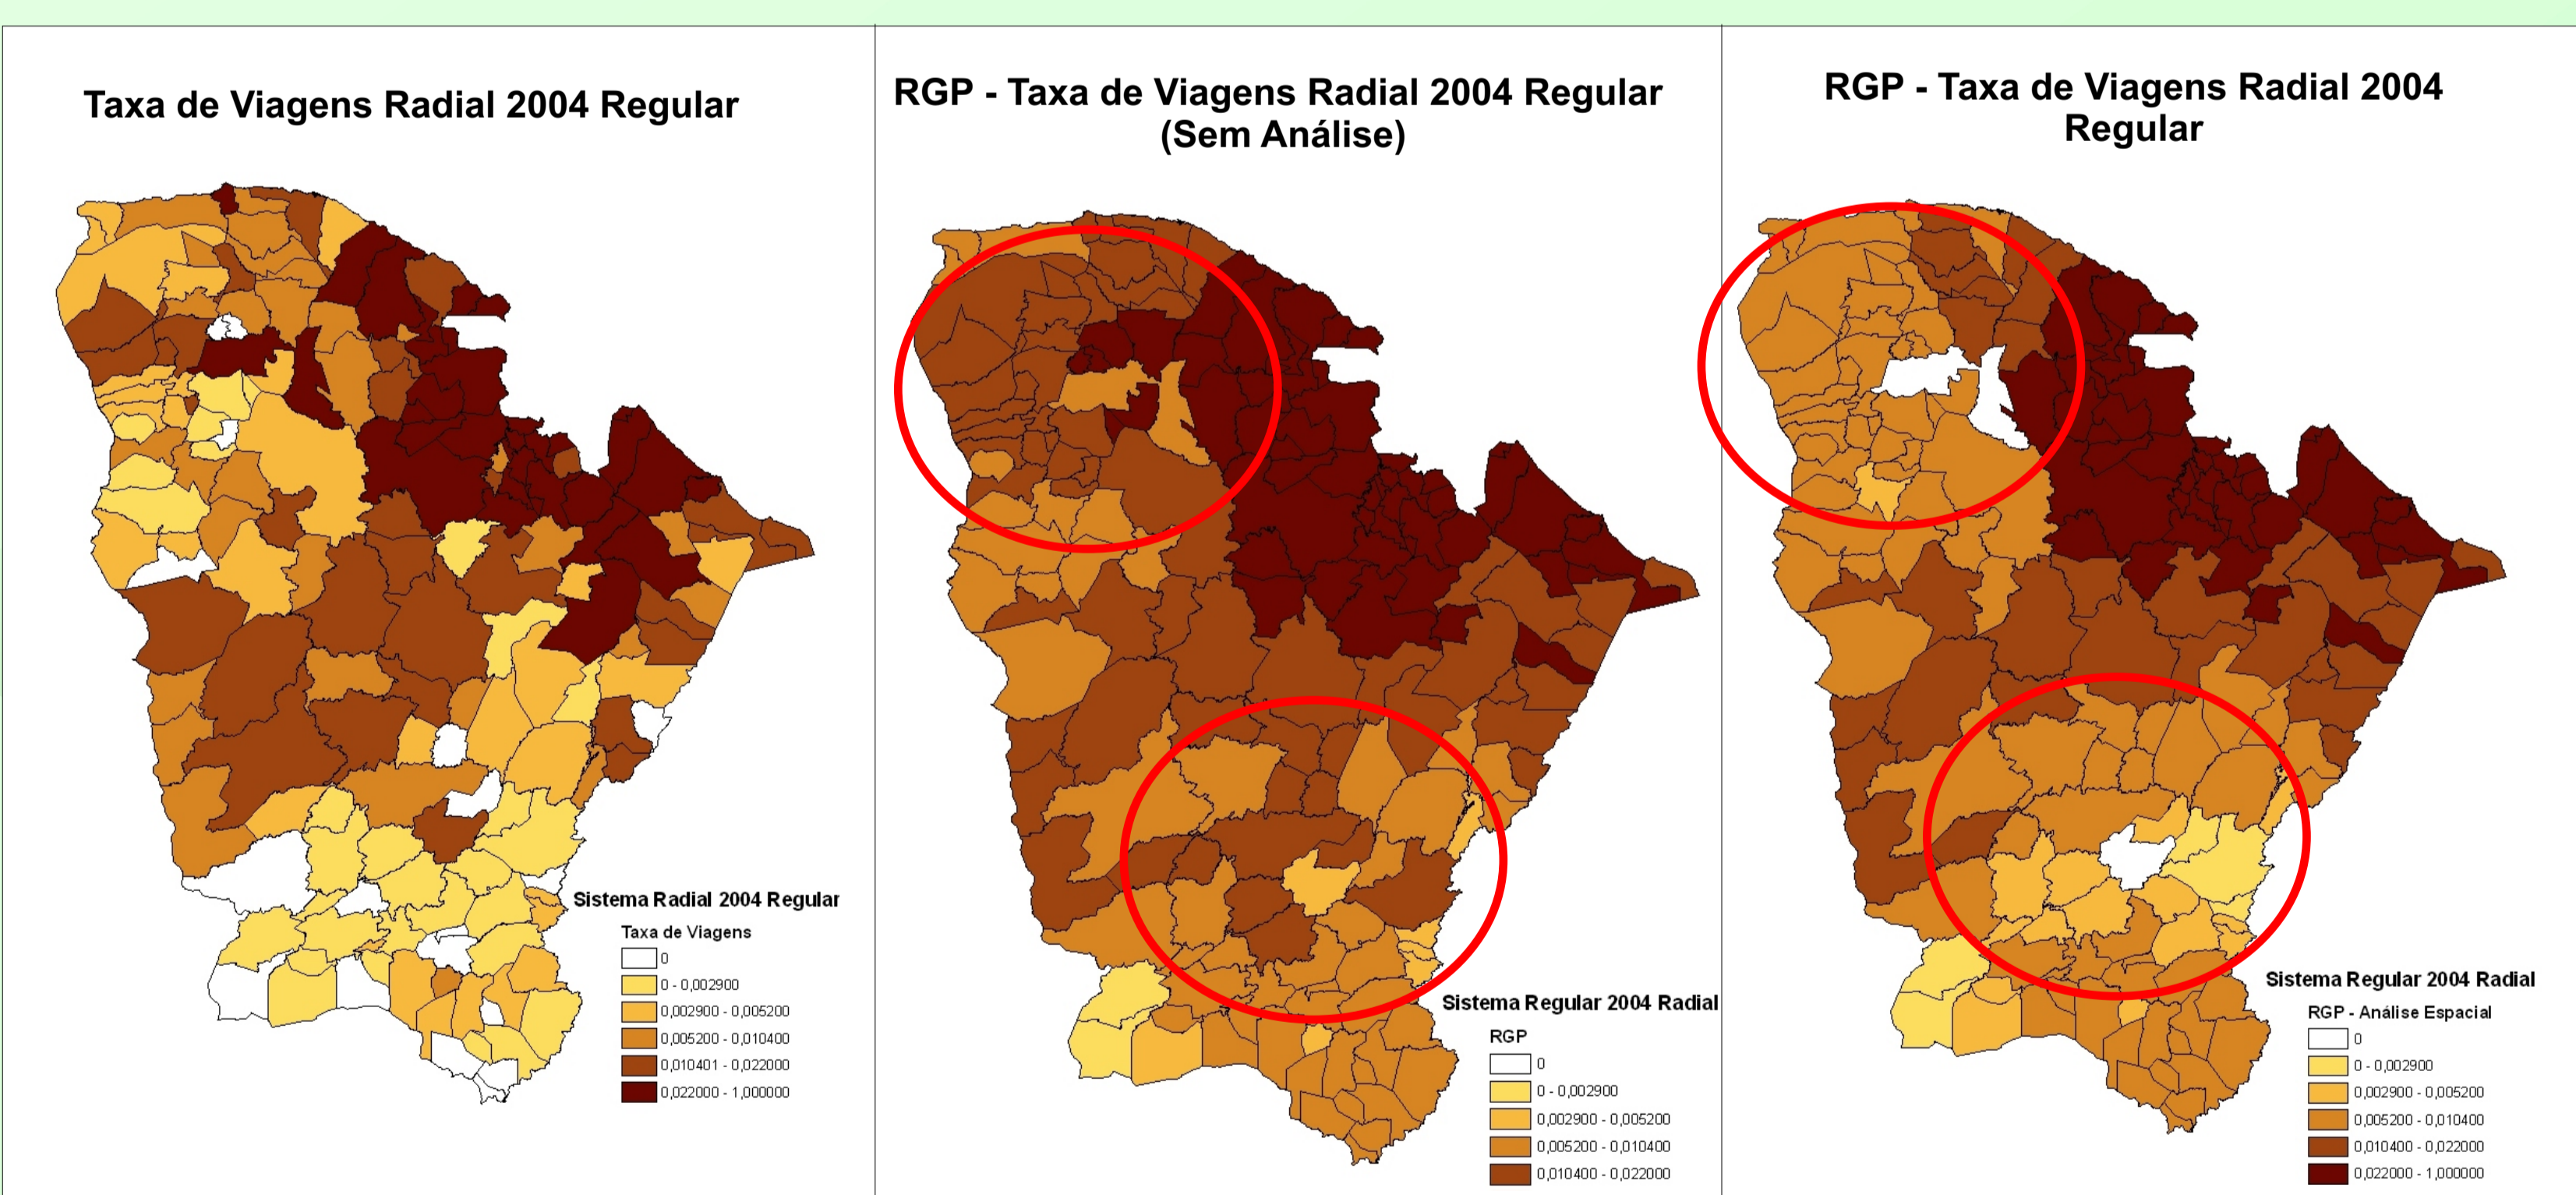 Taxa de Viagens Radial 2004 Regular
Sistema Radial 2004 Regular
Taxa de Viagens
0
0 - 0,002900
0,002900 - 0,005200
0,005200 - 0,010400
0,010401 - 0,022000
0,022000 - 1,000000
RGP - Taxa de Viagens Radial 2004 Regular
(Sem Análise)
Sistema Regular 2004 Radial
RGP
0
0 - 0,002900
0,002900 - 0,005200
0,005200 - 0,010400
0,010400 - 0,022000
RGP - Taxa de Viagens Radial 2004
Regular
Sistema Regular 2004 Radial
RGP - Análise Espacial
0
0 - 0,002900
0,002900 - 0,005200
0,005200 - 0,010400
0,010400 - 0,022000
0,022000 - 1,000000